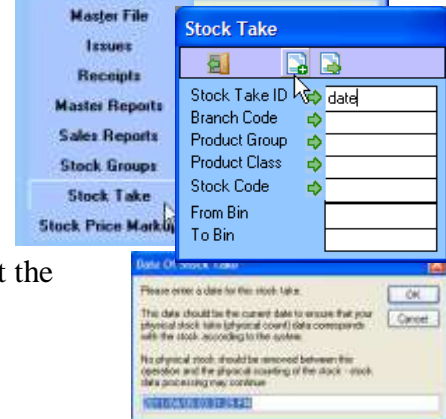 Master File
Issues
Receipts
Master Reports
Sales Reports
Stock Groups
Stock Take
Stock Price Marku
Stock Take
Stock Take ID date
Branch Code
Product Group
Product Class
Stock Code
From Bin
To Bin
t the
Date Of Stock Take
Please enter a date for this stock take.
OK
Cancel
This date should be the current date to ensure that your
physical stock take (physical count) data corresponds
with the stock according to the system.
No physical stock should be removed between this
operation and the physical counting of the stock - stock
data processing may continue